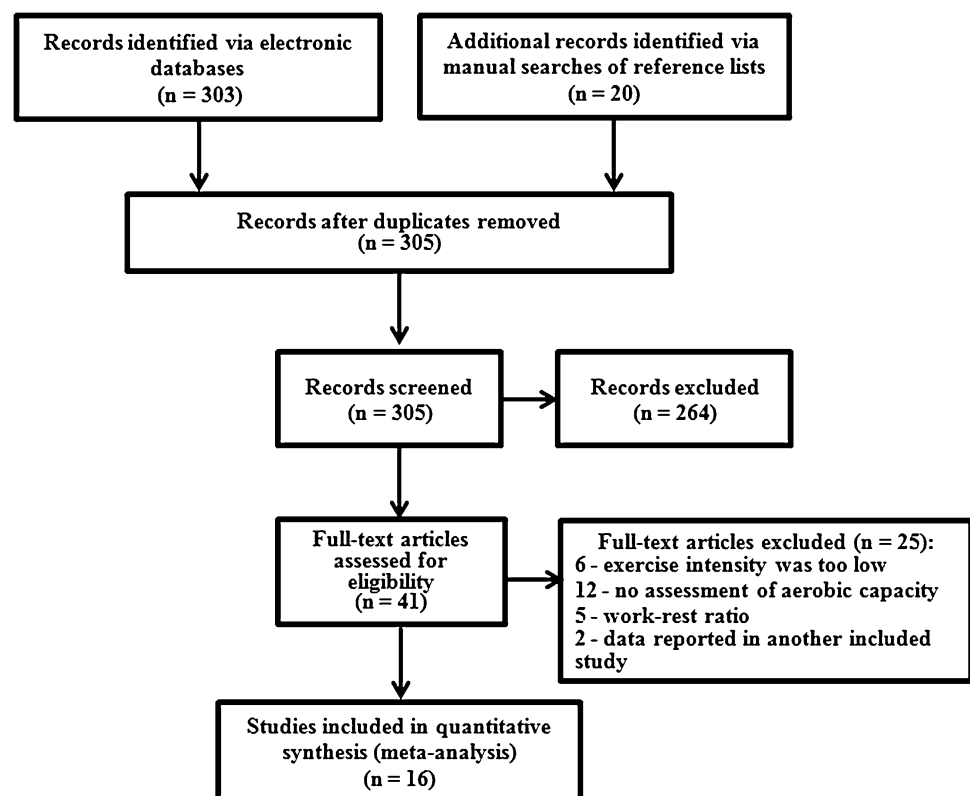 Records identified via electronic
databases
(n = 303)
Additional records identified via
manual searches of reference lists
(n = 20)
Records after duplicates removed
(n = 305)
Records screened
(n = 305)
Records excluded
(n = 264)
Full-text articles
assessed for
eligibility
(n = 41)
Full-text articles excluded (n = 25):
6 - exercise intensity was too low
12 - no assessment of aerobic capacity
5 - work-rest ratio
2 - data reported in another included
study
Studies included in quantitative
synthesis (meta-analysis)
(n = 16)